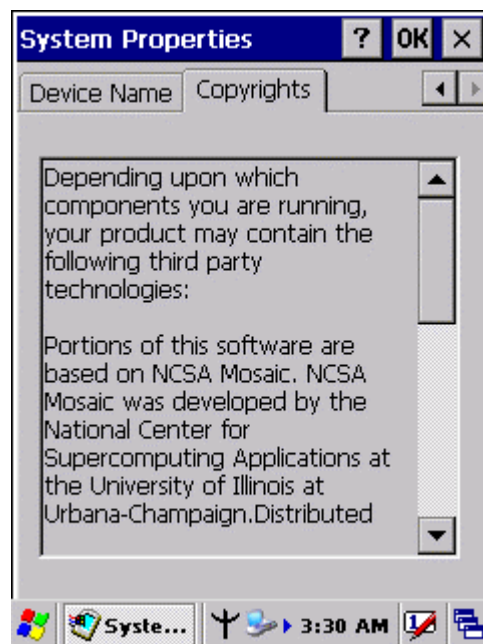 System Properties ? OK ×
Device Name Copyrights
Depending upon which
components you are running,
your product may contain the
following third party
technologies:
Portions of this software are
based on NCSA Mosaic. NCSA
Mosaic was developed by the
National Center for
Supercomputing Applications at
the University of Illinois at
Urbana-Champaign.Distributed
Syste... 3:30 AM